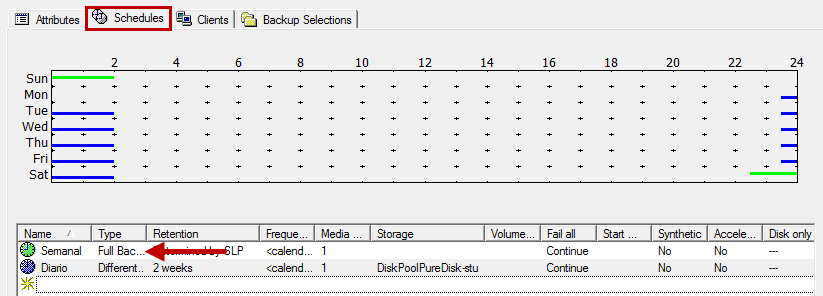 Attributes Schedules Clients Backup Selections
2 4 6 8 10 12 14 16 18 20 22 24
Sun
Mon
Tue
Wed
Thu
Fri
Sat
Name Type Retention Freque... Media ... Storage Volume... Fail all Start ... Synthetic Accele... Disk only
Semanal Full Bac... by SLP <calend... 1 Continue No No ---
Diario Different... 2 weeks <calend... 1 DiskPoolPureDisk-stu Continue No No ---